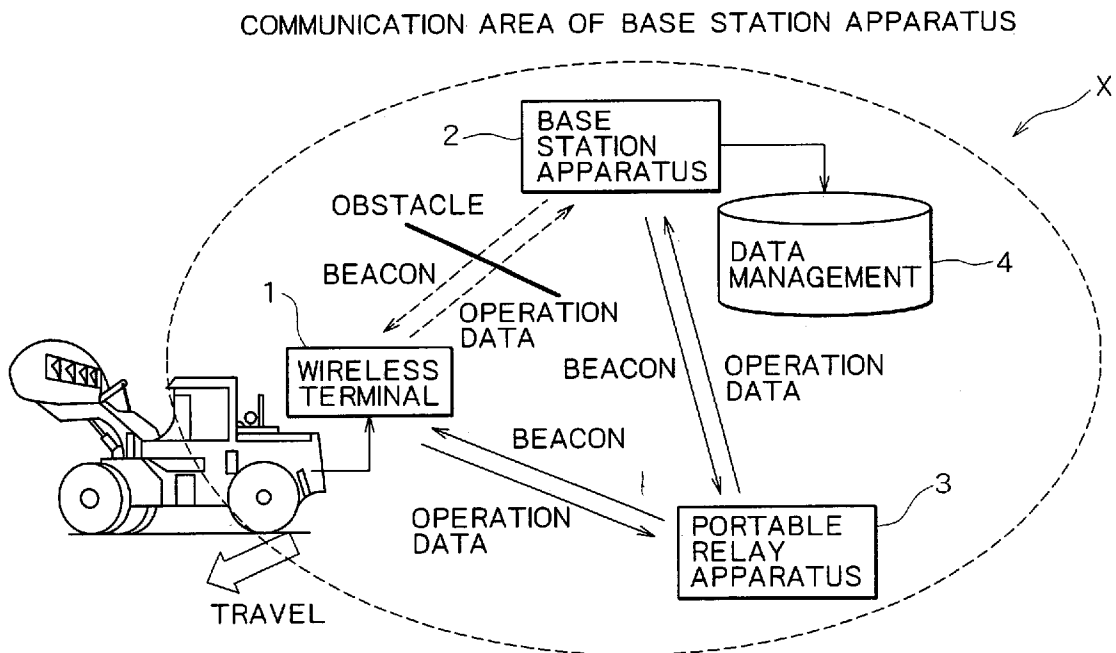 COMMUNICATION AREA OF BASE STATION APPARATUS
X
2
BASE
STATION
APPARATUS
OBSTACLE
BEACON
DATA
MANAGEMENT
4
1
OPERATION
DATA
WIRELESS
TERMINAL
BEACON
OPERATION
DATA
BEACON
3
OPERATION
DATA
PORTABLE
RELAY
APPARATUS
TRAVEL